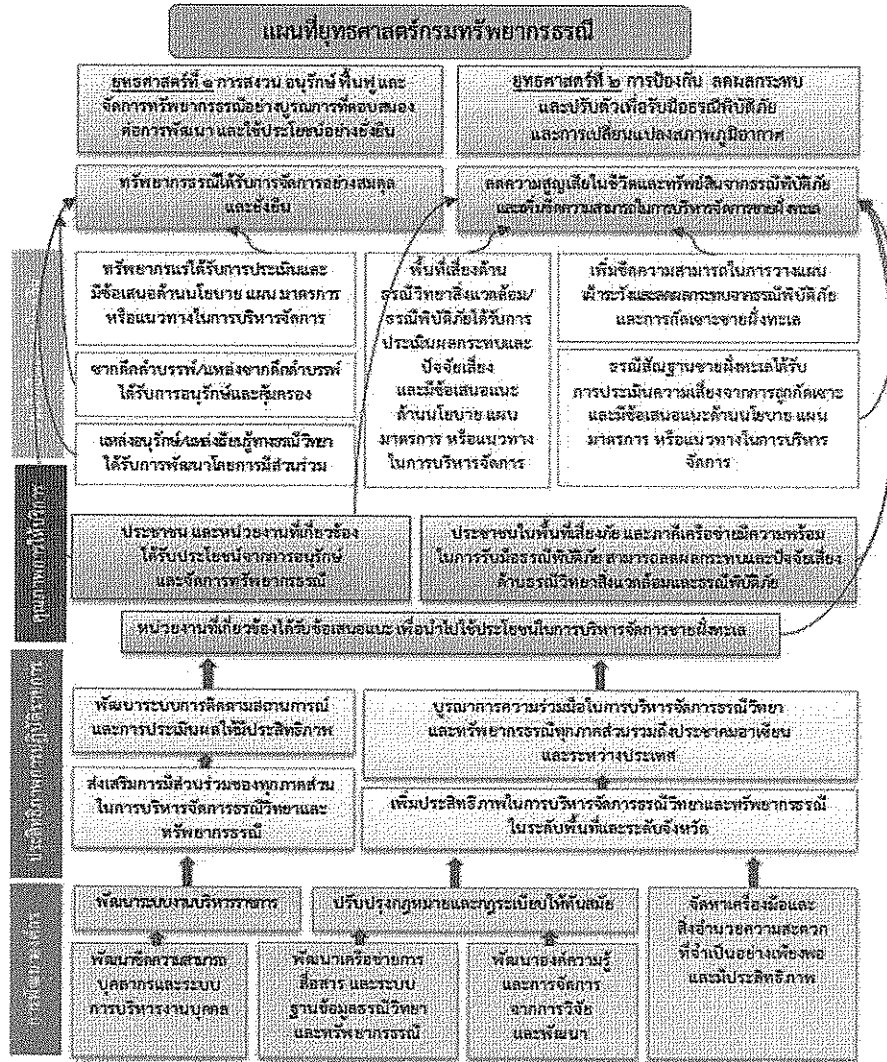 แผนที่ยุทธศาสตร์กรมทรัพยากรธรณี
ยุทธศาสตร์ที่ ๑ การสงวน อนุรักษ์ ฟื้นฟู และ
จัดการทรัพยากรธรณีอย่างบูรณาการที่ตอบสนอง
ต่อการพัฒนา และใช้ประโยชน์อย่างยั่งยืน
ยุทธศาสตร์ที่ ๒ การป้องกัน ลดผลกระทบ
และปรับตัวเพื่อรับมือธรณีพิบัติภัย
และการเปลี่ยนแปลงสภาพภูมิอากาศ
ทรัพยากรธรณีได้รับการจัดการอย่างสมดุล
และยั่งยืน
ลดความสูญเสียในชีวิตและทรัพย์สินจากธรณีพิบัติภัย
และเพิ่มขีดความสามารถในการบริหารจัดการชายฝั่งทะเล
ทรัพยากรแร่ได้รับการประเมินและ
มีข้อเสนอด้านนโยบาย แผน มาตรการ
หรือแนวทางในการบริหารจัดการ
ซากดึกดำบรรพ์/แหล่งซากดึกดำบรรพ์
ได้รับการอนุรักษ์และคุ้มครอง
แหล่งอนุรักษ์/แหล่งเรียนรู้ทางธรณีวิทยา
ได้รับการพัฒนาโดยการมีส่วนร่วม
พื้นที่เสี่ยงด้าน
ธรณีวิทยาสิ่งแวดล้อม/
ธรณีพิบัติภัยได้รับการ
ประเมินผลกระทบและ
ปัจจัยเสี่ยง
และมีข้อเสนอแนะ
ด้านนโยบาย แผน
มาตรการ หรือแนวทาง
ในการบริหารจัดการ
เพิ่มขีดความสามารถในการวางแผน
เฝ้าระวังและลดผลกระทบจากธรณีพิบัติภัย
และการกัดเซาะชายฝั่งทะเล
ธรณีสัณฐานชายฝั่งทะเลได้รับ
การประเมินความเสี่ยงจากการถูกกัดเซาะ
และมีข้อเสนอแนะด้านนโยบาย แผน
มาตรการ หรือแนวทางในการบริหาร
จัดการ
คุณภาพการให้บริการ
ประชาชน และหน่วยงานที่เกี่ยวข้อง
ได้รับประโยชน์จากการอนุรักษ์
และจัดการทรัพยากรธรณี
ประชาชนในพื้นที่เสี่ยงภัย และภาคีเครือข่ายมีความพร้อม
ในการรับมือธรณีพิบัติภัย สามารถลดผลกระทบและปัจจัยเสี่ยง
ด้านธรณีวิทยาสิ่งแวดล้อมและธรณีพิบัติภัย
หน่วยงานที่เกี่ยวข้องได้รับข้อเสนอแนะ เพื่อนำไปใช้ประโยชน์ในการบริหารจัดการชายฝั่งทะเล
ประสิทธิภาพการปฏิบัติราชการ
พัฒนาระบบการติดตามสถานการณ์
และการประเมินผลให้มีประสิทธิภาพ
บูรณาการความร่วมมือในการบริหารจัดการธรณีวิทยา
และทรัพยากรธรณีทุกภาคส่วนรวมถึงประชาคมอาเซียน
และระหว่างประเทศ
ส่งเสริมการมีส่วนร่วมของทุกภาคส่วน
ในการบริหารจัดการธรณีวิทยาและ
ทรัพยากรธรณี
เพิ่มประสิทธิภาพในการบริหารจัดการธรณีวิทยาและทรัพยากรธรณี
ในระดับพื้นที่และระดับจังหวัด
การพัฒนาองค์การ
พัฒนาระบบงานบริหารราชการ
ปรับปรุงกฎหมายและกฎระเบียบให้ทันสมัย
จัดหาเครื่องมือและ
สิ่งอำนวยความสะดวก
ที่จำเป็นอย่างเพียงพอ
และมีประสิทธิภาพ
พัฒนาขีดความสามารถ
บุคลากรและระบบ
การบริหารงานบุคคล
พัฒนาเครือข่ายการ
สื่อสาร และระบบ
ฐานข้อมูลธรณีวิทยา
และทรัพยากรธรณี
พัฒนาองค์ความรู้
และการจัดการ
จากการวิจัย
และพัฒนา